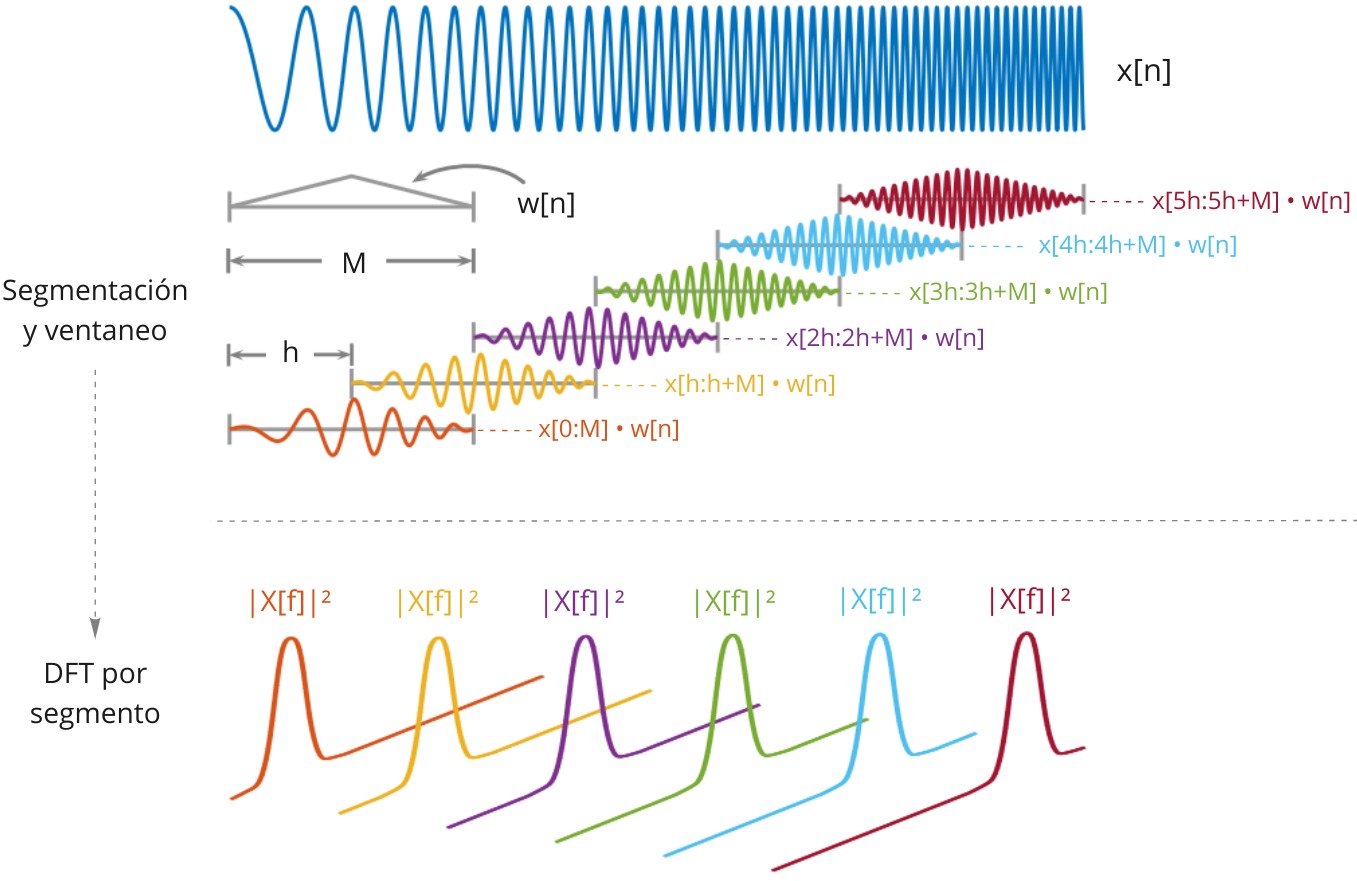 x[n]
w[n]
M
h
x[5h:5h+M] • w[n]
x[4h:4h+M] • w[n]
x[3h:3h+M] • w[n]
x[2h:2h+M] • w[n]
x[h:h+M] • w[n]
x[0:M] • w[n]
Segmentación
y ventaneo
|X[f]|²
|X[f]|²
|X[f]|²
|X[f]|²
|X[f]|²
|X[f]|²
DFT por
segmento